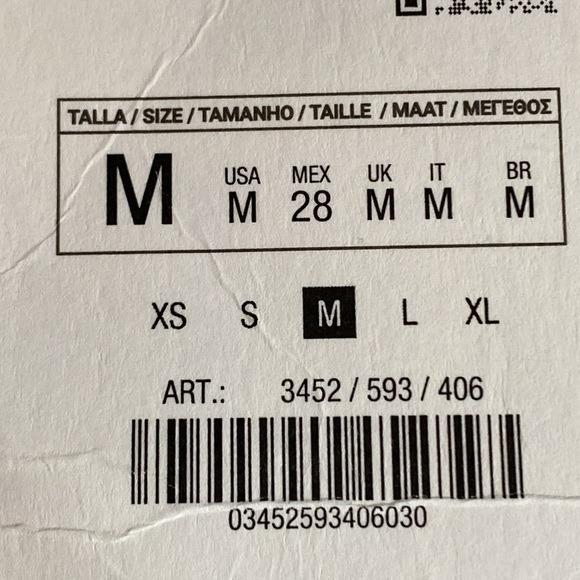 TALLA / SIZE / TAMANHO / TAILLE / MAAT / ΜΕΓΕΘΟΣ
M USA MEX UK IT BR
M 28 M M M
XS S M L XL
ART.: 3452 / 593 / 406
03452593406030